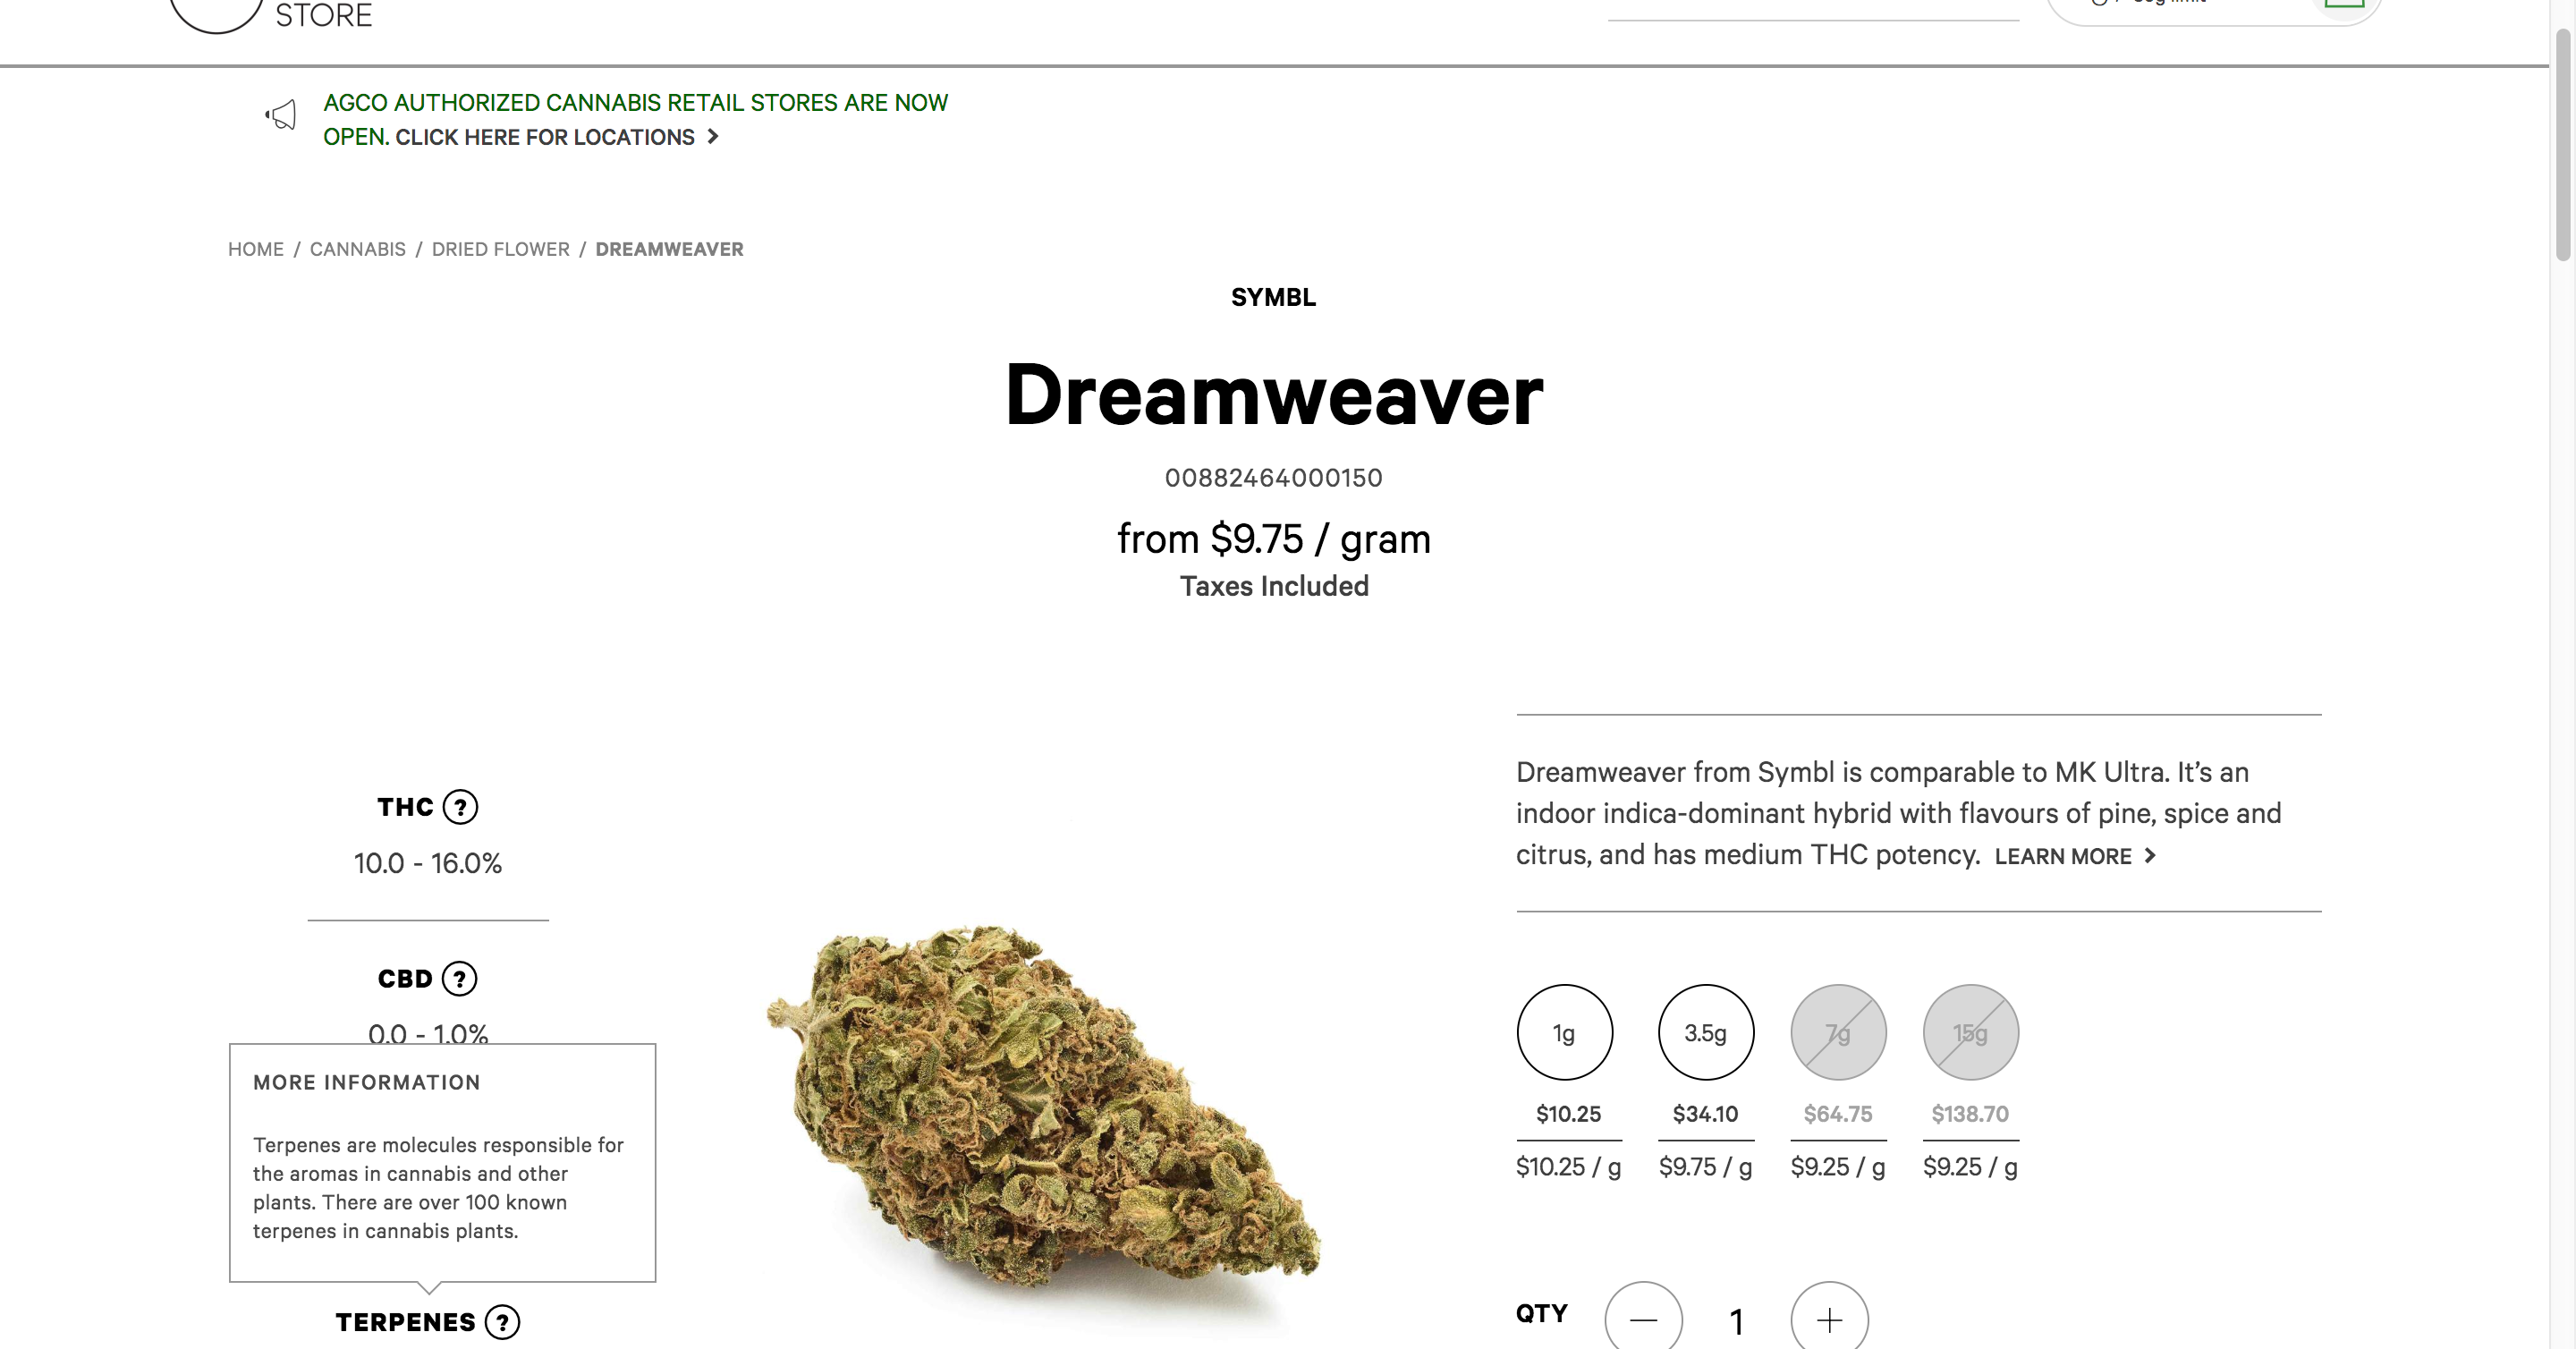 STORE
AGCO AUTHORIZED CANNABIS RETAIL STORES ARE NOW
OPEN. CLICK HERE FOR LOCATIONS >
HOME / CANNABIS / DRIED FLOWER / DREAMWEAVER
SYMBL
Dreamweaver
00882464000150
from $9.75 / gram
Taxes Included
THC ?
10.0 - 16.0%
CBD ?
0.0 - 1.0%
MORE INFORMATION
Terpenes are molecules responsible for
the aromas in cannabis and other
plants. There are over 100 known
terpenes in cannabis plants.
TERPENES ?
Dreamweaver from Symbl is comparable to MK Ultra. It’s an
indoor indica-dominant hybrid with flavours of pine, spice and
citrus, and has medium THC potency. LEARN MORE >
1g 3.5g 7g 15g
$10.25 $34.10 $64.75 $138.70
$10.25 / g $9.75 / g $9.25 / g $9.25 / g
QTY — 1 +